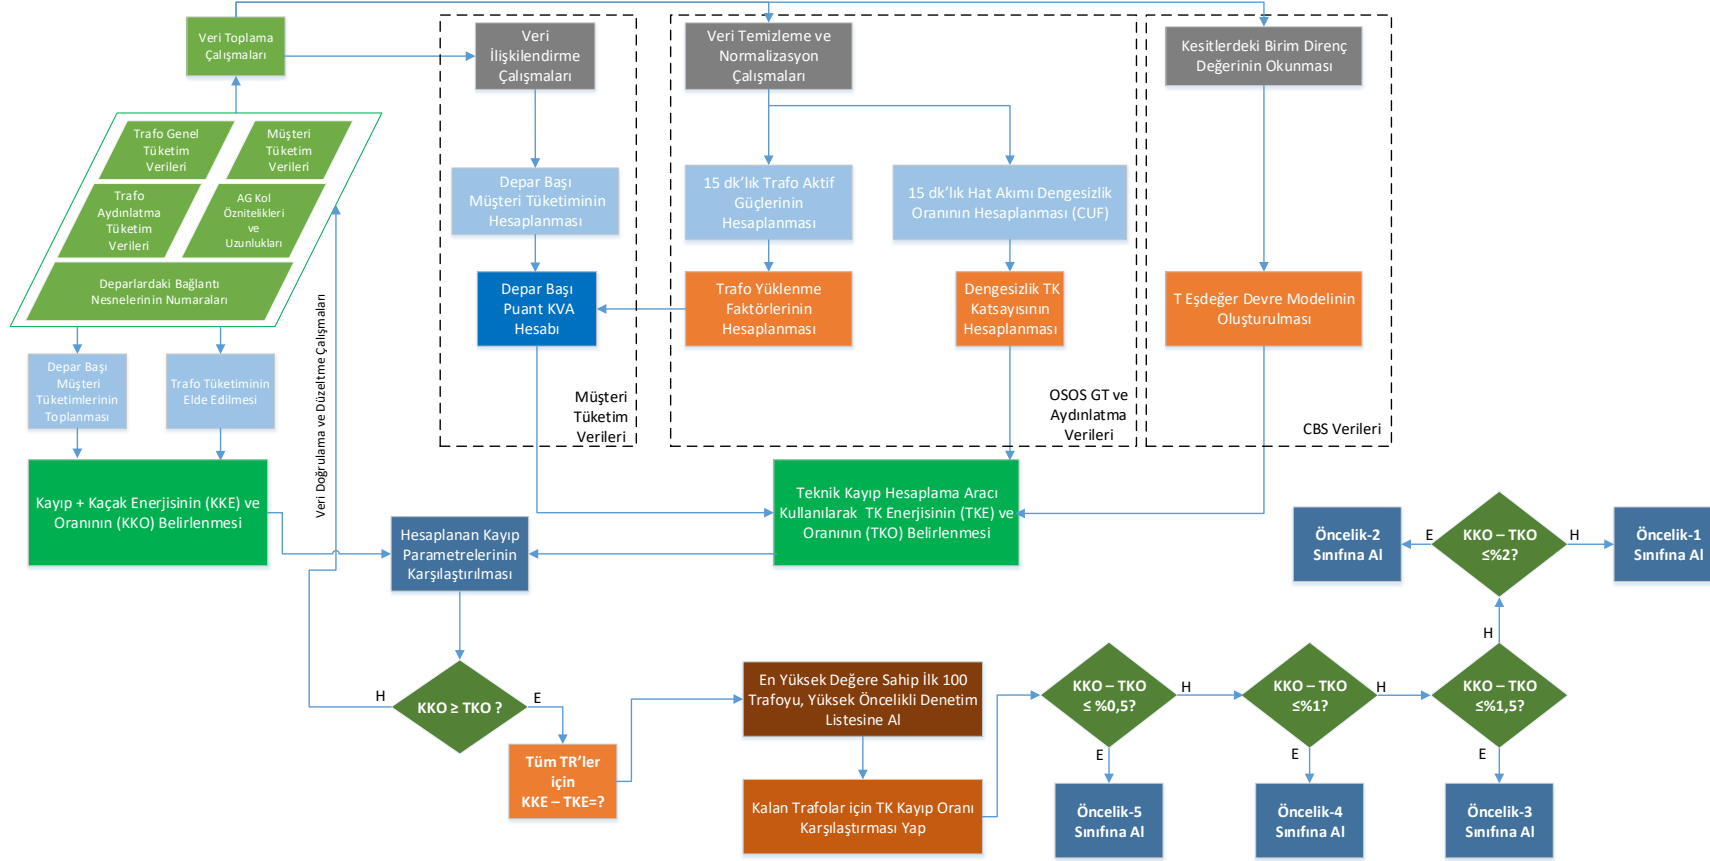 Veri Toplama
Çalışmaları
Veri
İlişkilendirme
Çalışmaları
Veri Temizleme ve
Normalizasyon
Çalışmaları
Kesitlerdeki Birim Direnç
Değerinin Okunması
Trafo Genel
Tüketim
Verileri
Müşteri
Tüketim
Verileri
Trafo
Aydınlatma
Tüketim
Verileri
AG Kol
Öznitelikleri
ve
Uzunlukları
Deparlardaki Bağlantı
Nesnelerinin Numaraları
Depar Başı
Müşteri Tüketiminin
Hesaplanması
15 dk'lık Trafo Aktif
Güçlerinin
Hesaplanması
15 dk'lık Hat Akımı Dengesizlik
Oranının Hesaplanması (CUF)
Depar Başı
Puant KVA
Hesabı
Trafo Yüklenme
Faktörlerinin
Hesaplanması
Dengesizlik TK
Katsayısının
Hesaplanması
T Eşdeğer Devre Modelinin
Oluşturulması
Depar Başı
Müşteri
Tüketimlerinin
Toplanması
Trafo Tüketiminin
Elde Edilmesi
Veri Doğrulama ve Düzeltme Çalışmaları
Müşteri
Tüketim
Verileri
OSOS GT ve
Aydınlatma
Verileri
CBS Verileri
Kayıp + Kaçak Enerjisinin (KKE) ve
Oranının (KKO) Belirlenmesi
Hesaplanan Kayıp
Parametrelerinin
Karşılaştırılması
Teknik Kayıp Hesaplama Aracı
Kullanılarak TK Enerjisinin (TKE) ve
Oranının (TKO) Belirlenmesi
Öncelik-2
Sınıfına Al
E
KKO – TKO
≤%2?
H
Öncelik-1
Sınıfına Al
H
H
KKO ≥ TKO ?
E
Tüm TR'ler
için
KKE – TKE=?
En Yüksek Değere Sahip İlk 100
Trafoyu, Yüksek Öncelikli Denetim
Listesine Al
Kalan Trafolar için TK Kayıp Oranı
Karşılaştırması Yap
KKO – TKO
≤ %0,5?
H
KKO – TKO
≤%1?
H
KKO – TKO
≤%1,5?
E
E
E
Öncelik-5
Sınıfına Al
Öncelik-4
Sınıfına Al
Öncelik-3
Sınıfına Al